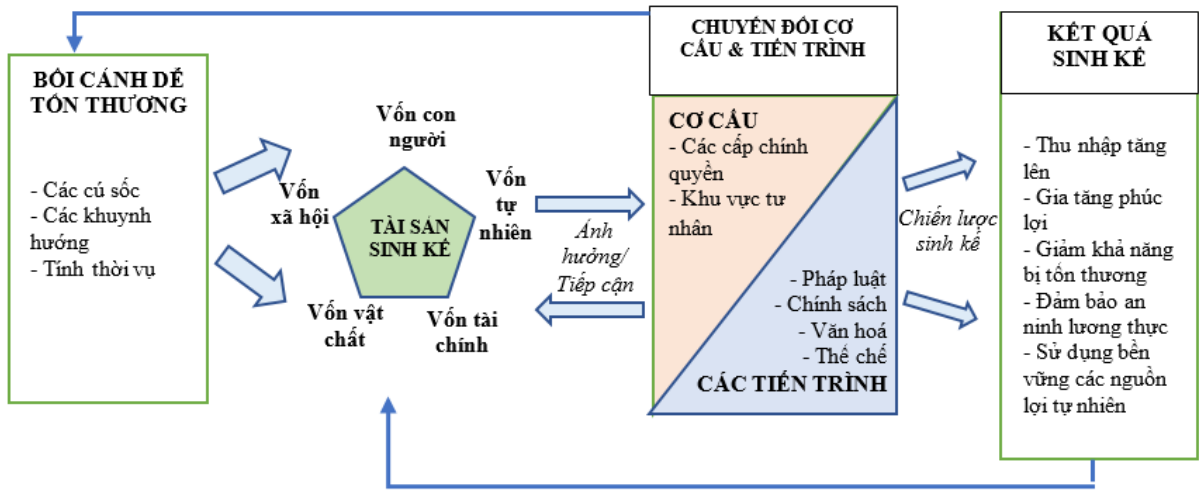 BỐI CẢNH DỄ
TỔN THƯƠNG
- Các cú sốc
- Các khuynh
hướng
- Tính thời vụ
Vốn con
người
Vốn
xã hội
Vốn
tự
nhiên
TÀI SẢN
SINH KẾ
Vốn vật
chất
Vốn tài
chính
Ảnh
hưởng/
Tiếp cận
CHUYỂN ĐỔI CƠ
CẤU & TIẾN TRÌNH
CƠ CẤU
- Các cấp chính
quyền
- Khu vực tư
nhân
- Pháp luật
- Chính sách
- Văn hoá
- Thể chế
CÁC TIẾN TRÌNH
Chiến lược
sinh kế
KẾT QUẢ
SINH KẾ
- Thu nhập tăng
lên
- Gia tăng phúc
lợi
- Giảm khả năng
bị tổn thương
- Đảm bảo an
ninh lương thực
- Sử dụng bền
vững các nguồn
lợi tự nhiên